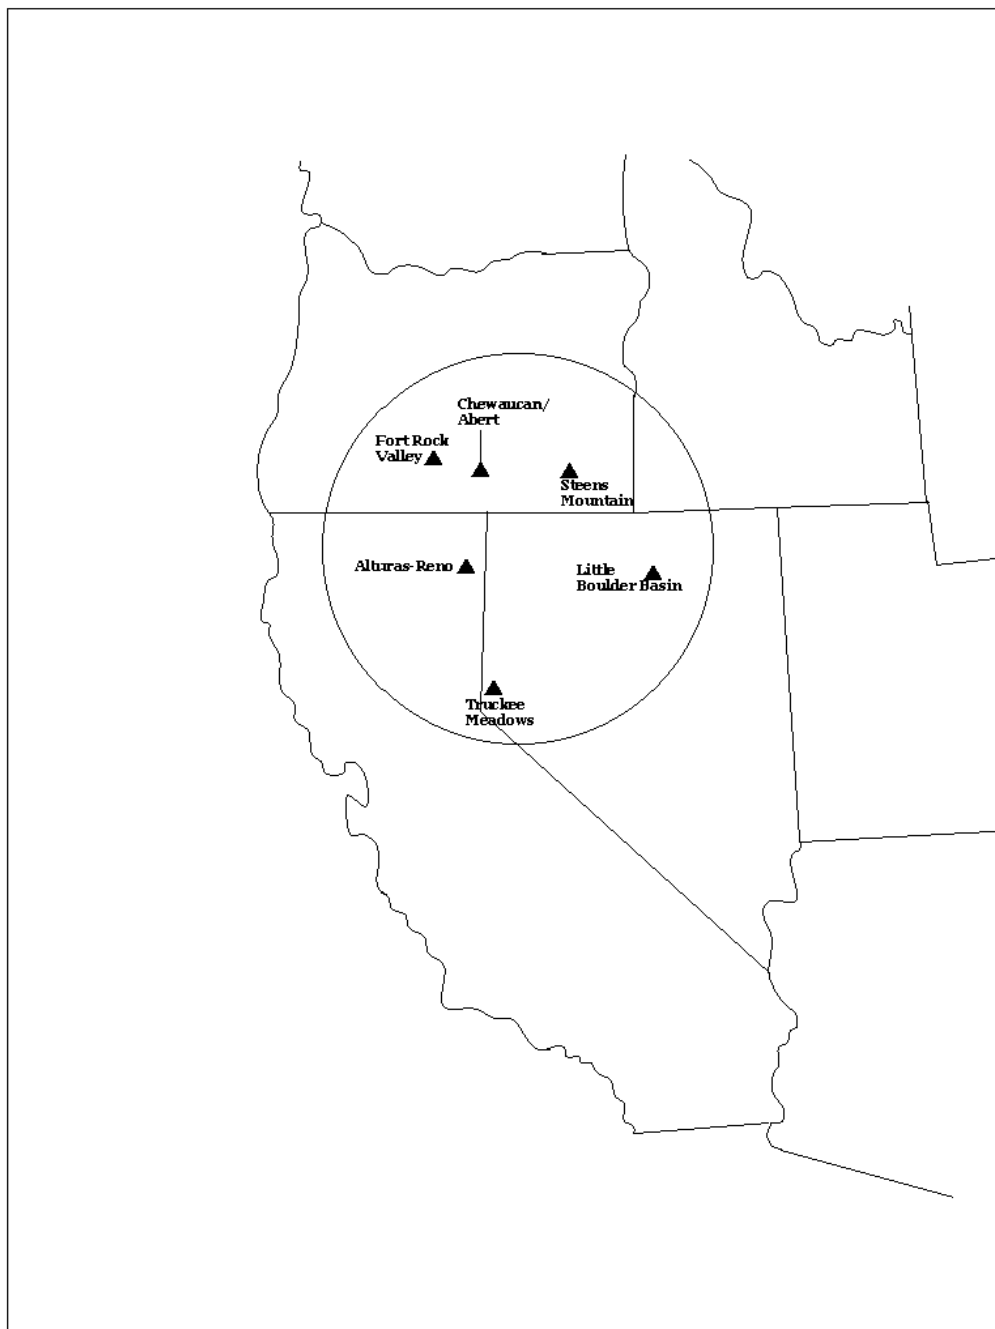 Chewaucan/
Abert
Fort Rock
Valley
Steens
Mountain
Alturas-Reno
Little
Boulder Basin
Truckee
Meadows